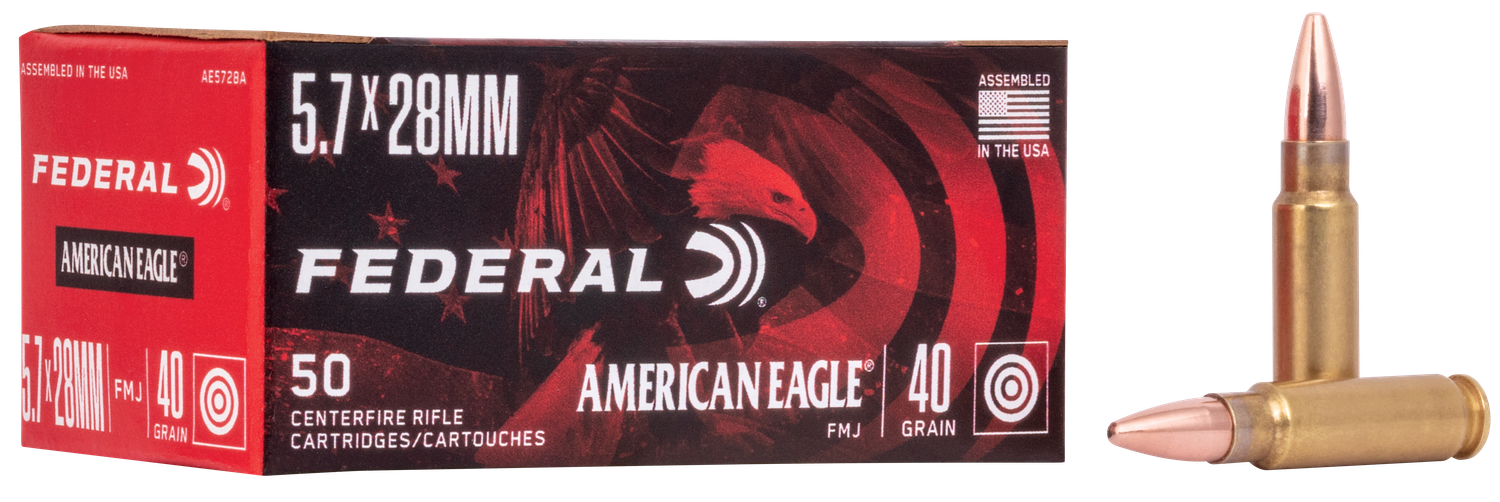 ASSEMBLED IN THE USA
AE5728A
FEDERAL®
AMERICAN EAGLE®
5.7x28MM
FMJ
40
GRAIN
5.7x28MM
ASSEMBLED
IN THE USA
FEDERAL®
50
CENTERFIRE RIFLE
CARTRIDGES/CARTOUCHES
AMERICAN EAGLE®
FMJ
40
GRAIN